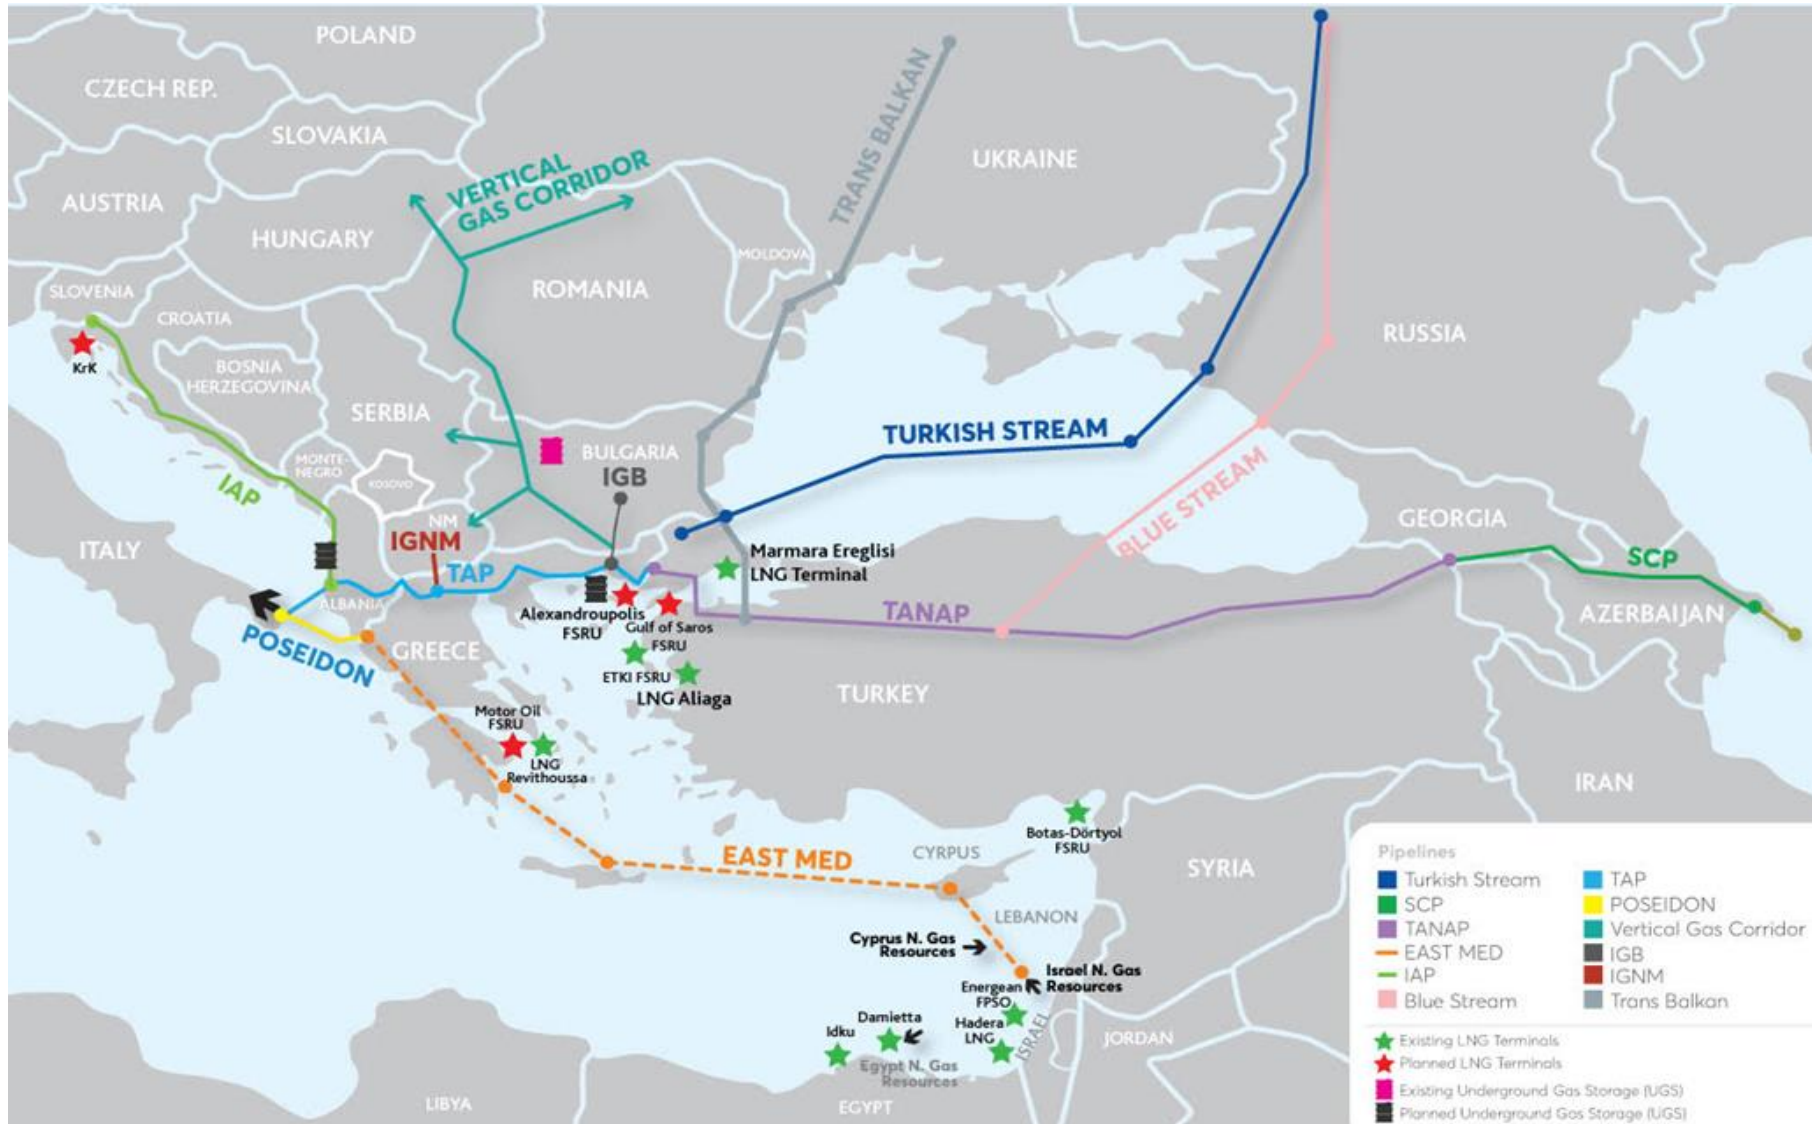 POLAND
CZECH REP.
SLOVAKIA
UKRAINE
AUSTRIA
HUNGARY
VERTICAL
GAS CORRIDOR
TRANS BALKAN
MOLDOVA
SLOVENIA
ROMANIA
CROATIA
RUSSIA
KrK
BOSNIA
HERZEGOVINA
SERBIA
TURKISH STREAM
BULGARIA
MONTE-
NEGRO
KOSOVO
IGB
IAP
BLUE STREAM
NM
GEORGIA
ITALY
IGNM
Marmara Ereglisi
LNG Terminal
SCP
TAP
ALBANIA
Alexandroupolis
FSRU
Gulf of Saros
FSRU
TANAP
AZERBAIJAN
POSEIDON
GREECE
ETKI FSRU
LNG Aliaga
TURKEY
Motor Oil
FSRU
LNG
Revithoussa
IRAN
Botas-Dörtyol
FSRU
EAST MED
CYRPUS
SYRIA
LEBANON
Cyprus N. Gas
Resources
Israel N. Gas
Resources
Energean
FPSO
Damietta
Idku
Hadera
LNG
ISRAEL
JORDAN
Egypt N. Gas
Resources
LIBYA
EGYPT
Pipelines
Turkish Stream
SCP
TANAP
EAST MED
IAP
Blue Stream
TAP
POSEIDON
Vertical Gas Corridor
IGB
IGNM
Trans Balkan
Existing LNG Terminals
Planned LNG Terminals
Existing Underground Gas Storage (UGS)
Planned Underground Gas Storage (UGS)